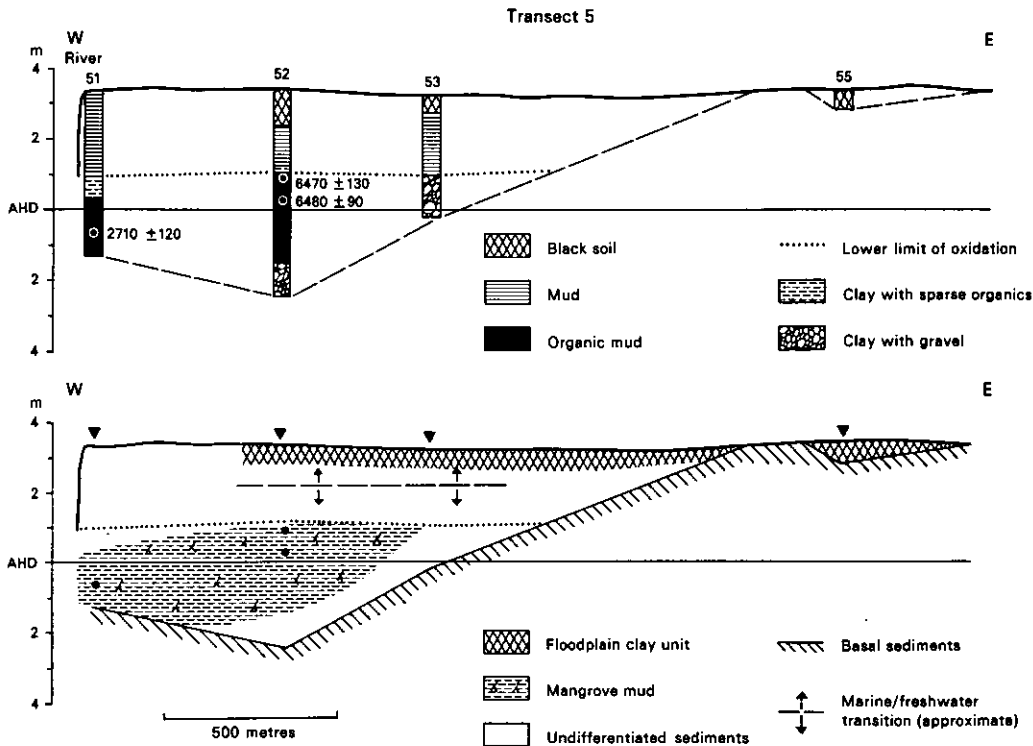 Transect 5
W
E
m
River
51
52
53
55
4
2
AHD
2
4
6470 ±130
6480 ±90
2710 ±120
Black soil
Mud
Organic mud
Lower limit of oxidation
Clay with sparse organics
Clay with gravel
W
E
m
4
2
AHD
2
4
Floodplain clay unit
Mangrove mud
Undifferentiated sediments
Basal sediments
Marine/freshwater
transition (approximate)
500 metres